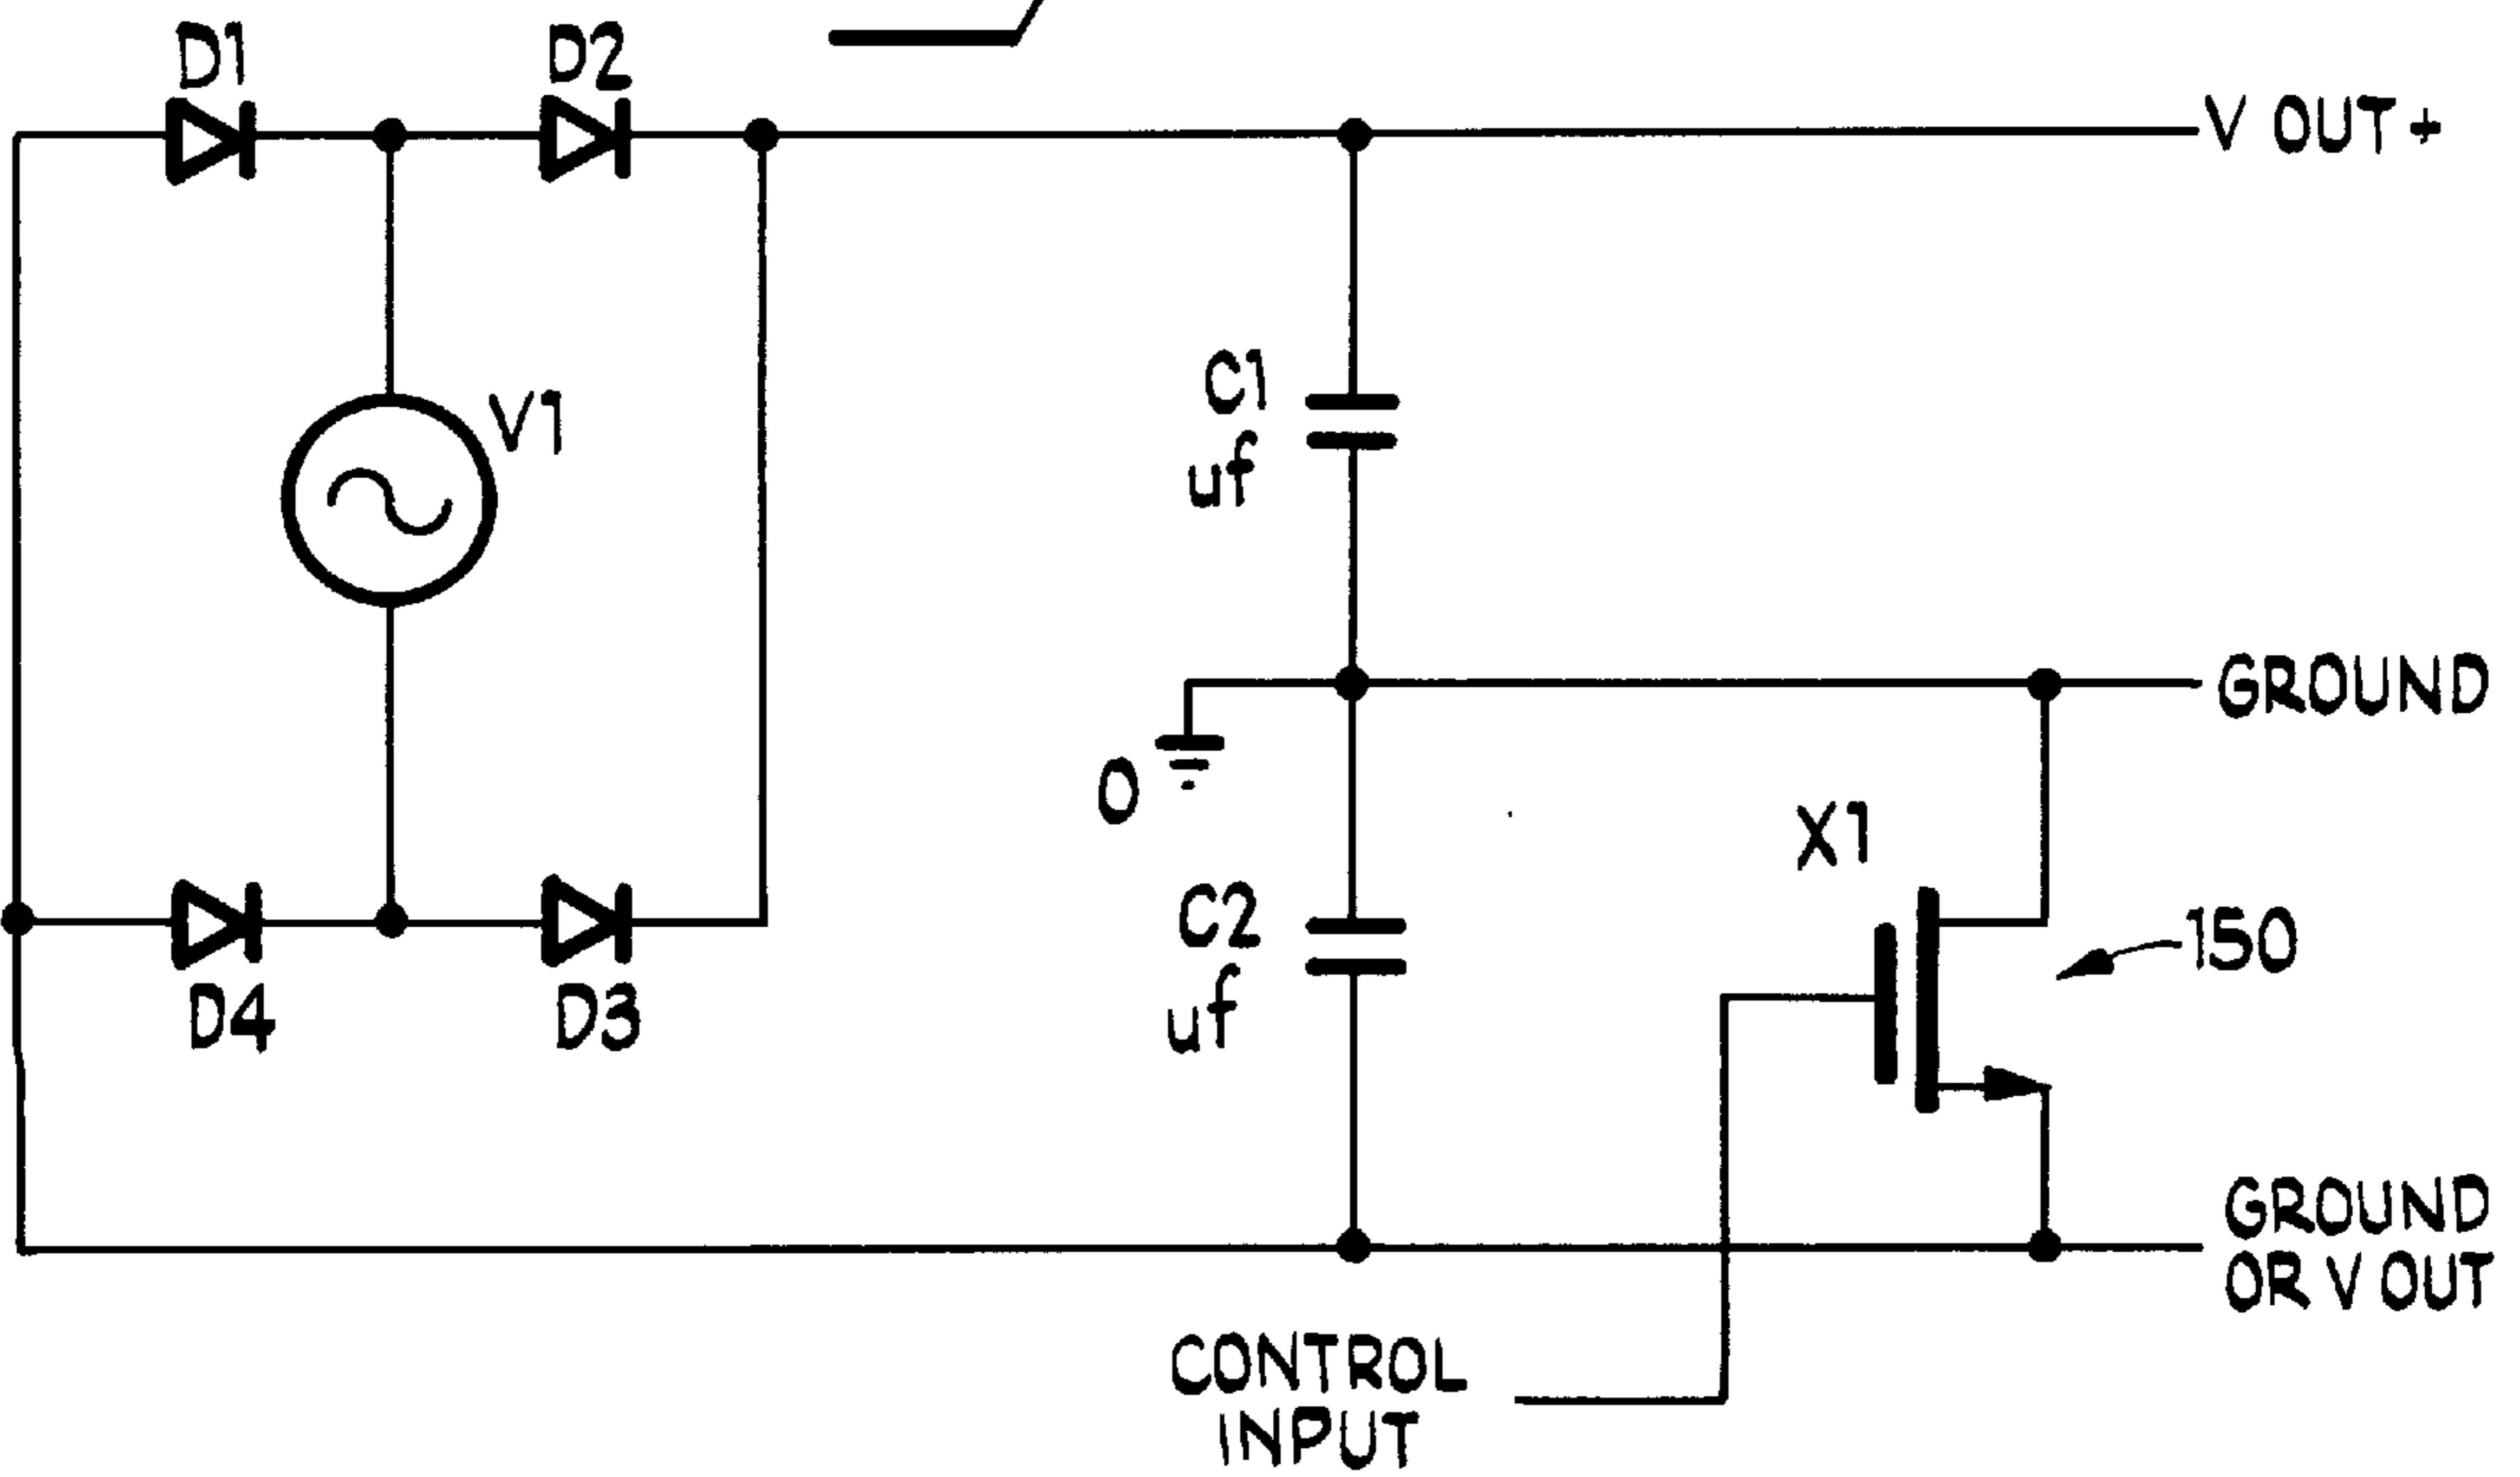 D1
D2
V OUT+
V1
C1
uf
GROUND
0
X1
C2
uf
150
D4
D3
GROUND
OR V OUT
CONTROL
INPUT